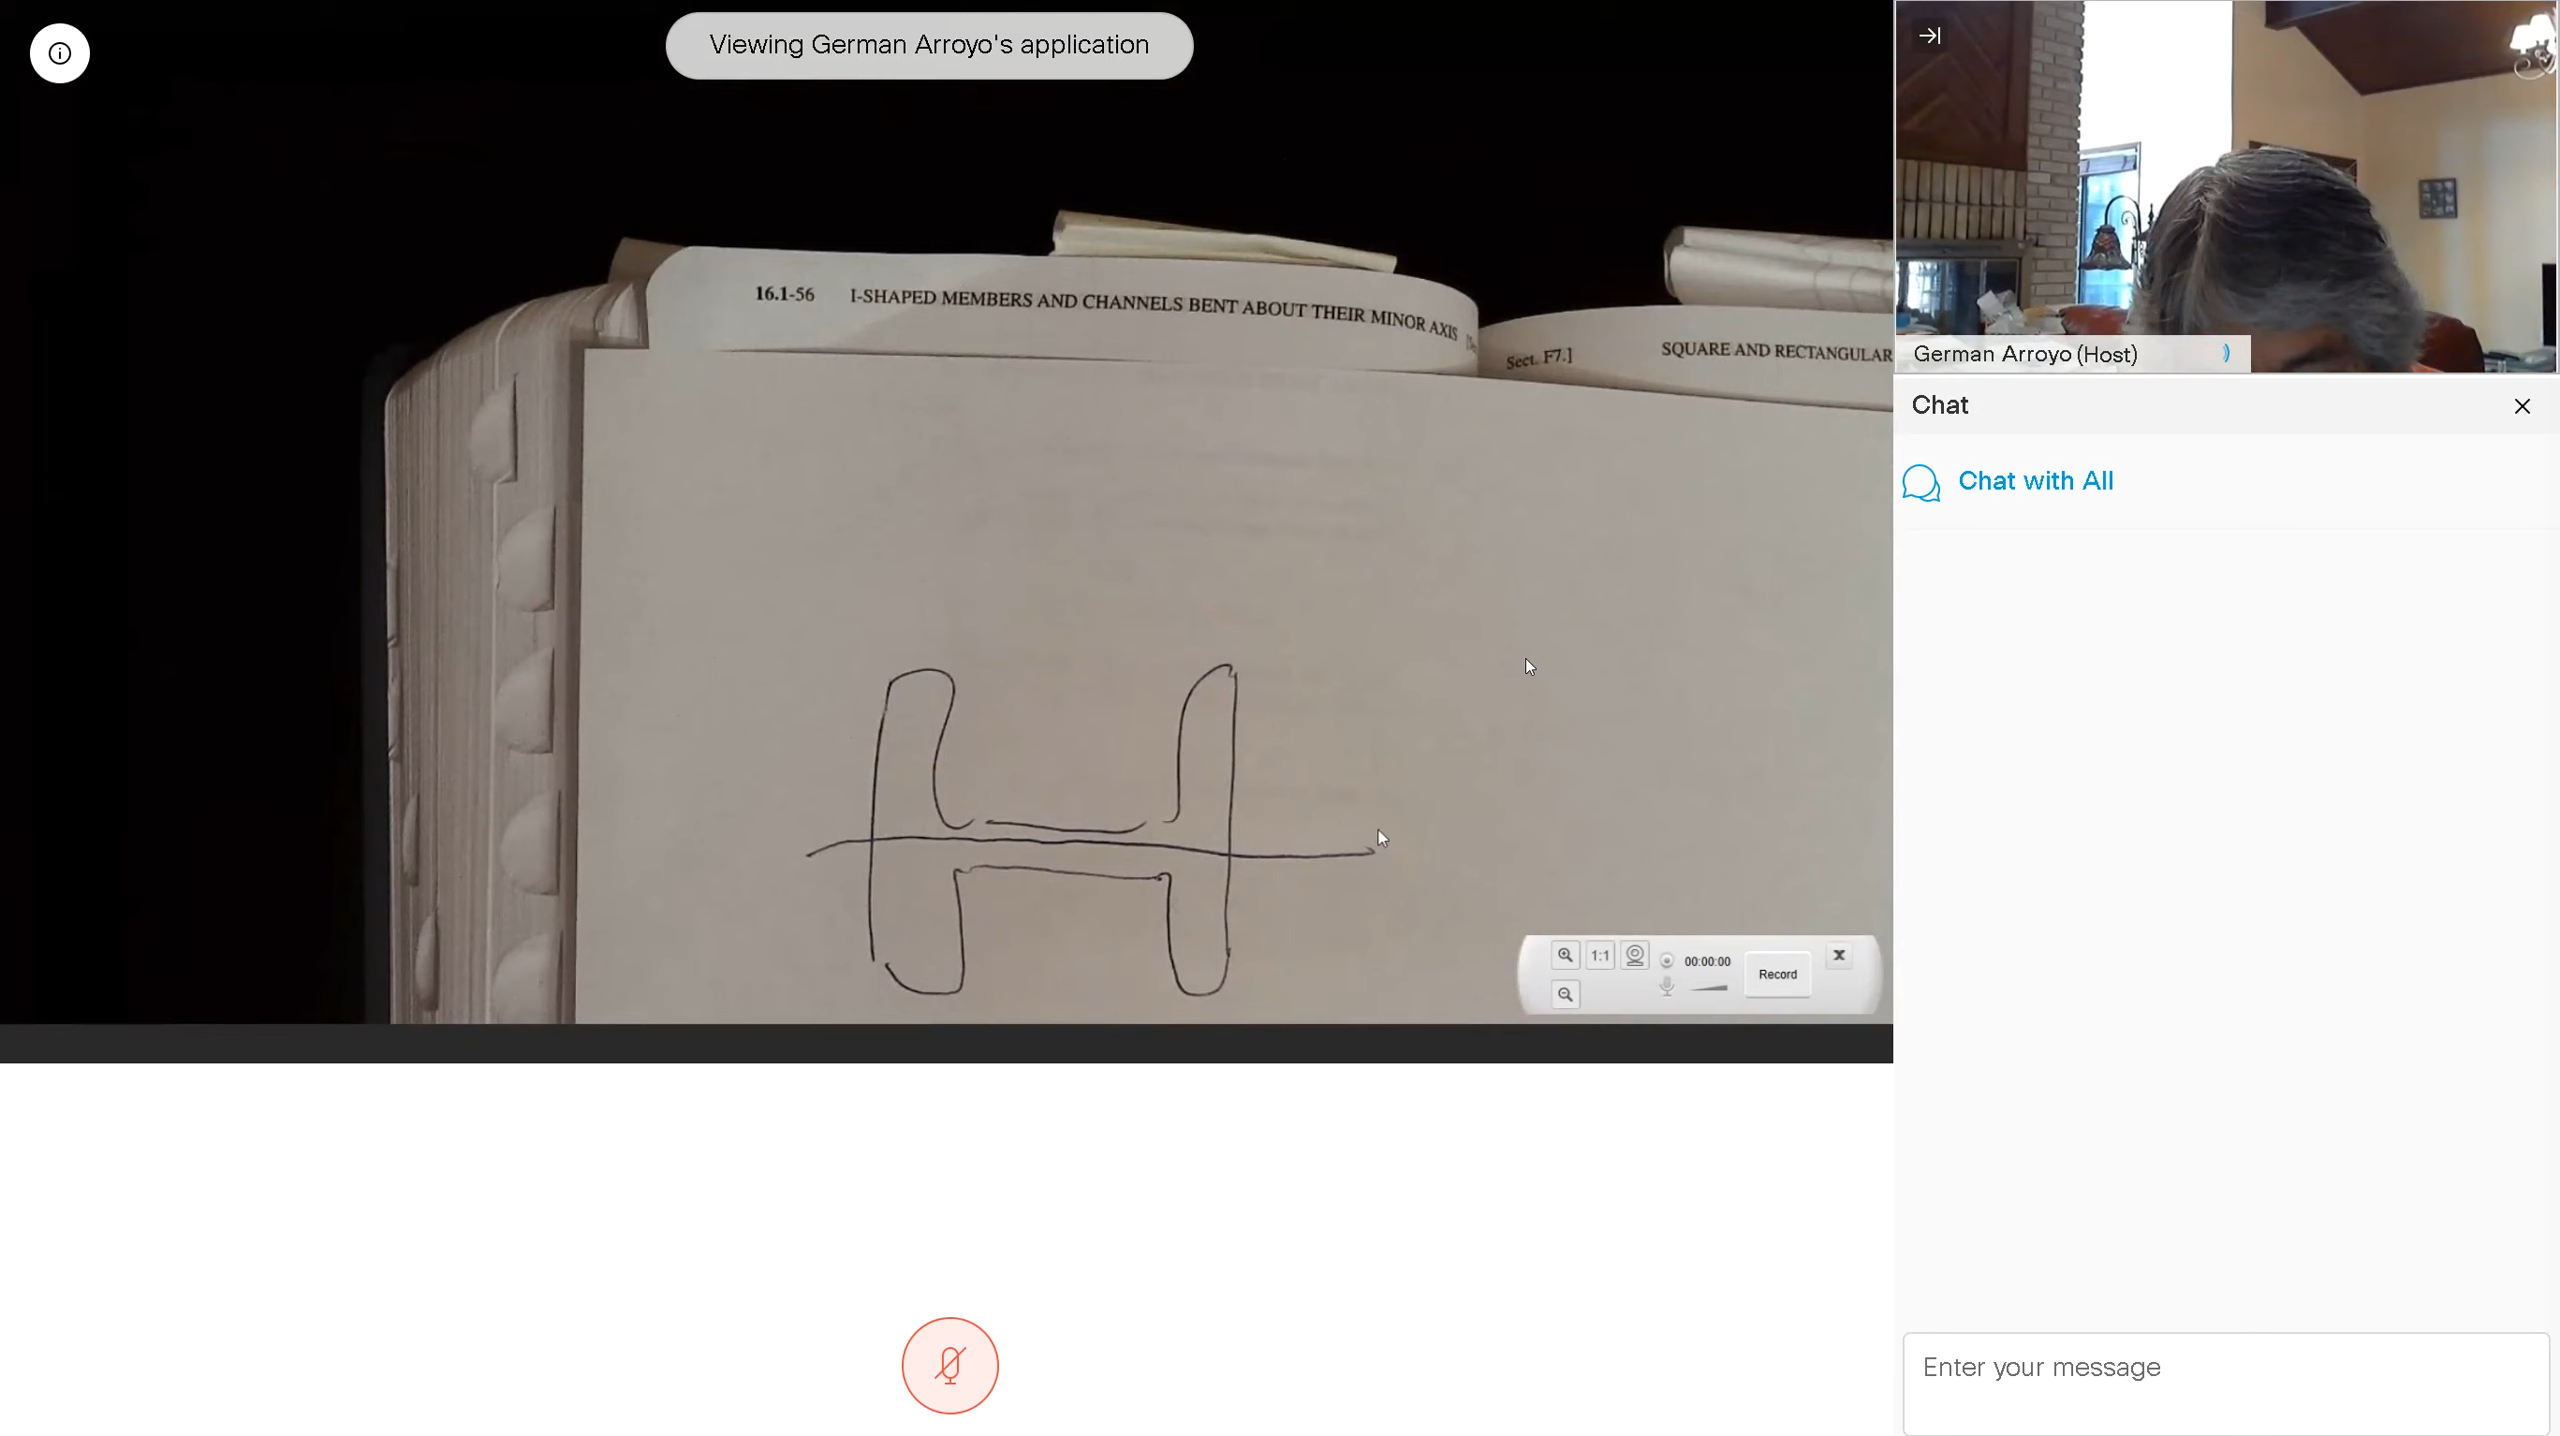 Viewing German Arroyo's application
16.1-56 I-SHAPED MEMBERS AND CHANNELS BENT ABOUT THEIR MINOR AXIS
Sect. F7.] SQUARE AND RECTANGULAR
1:1
00:00:00
Record
German Arroyo (Host)
Chat
Chat with All
Enter your message